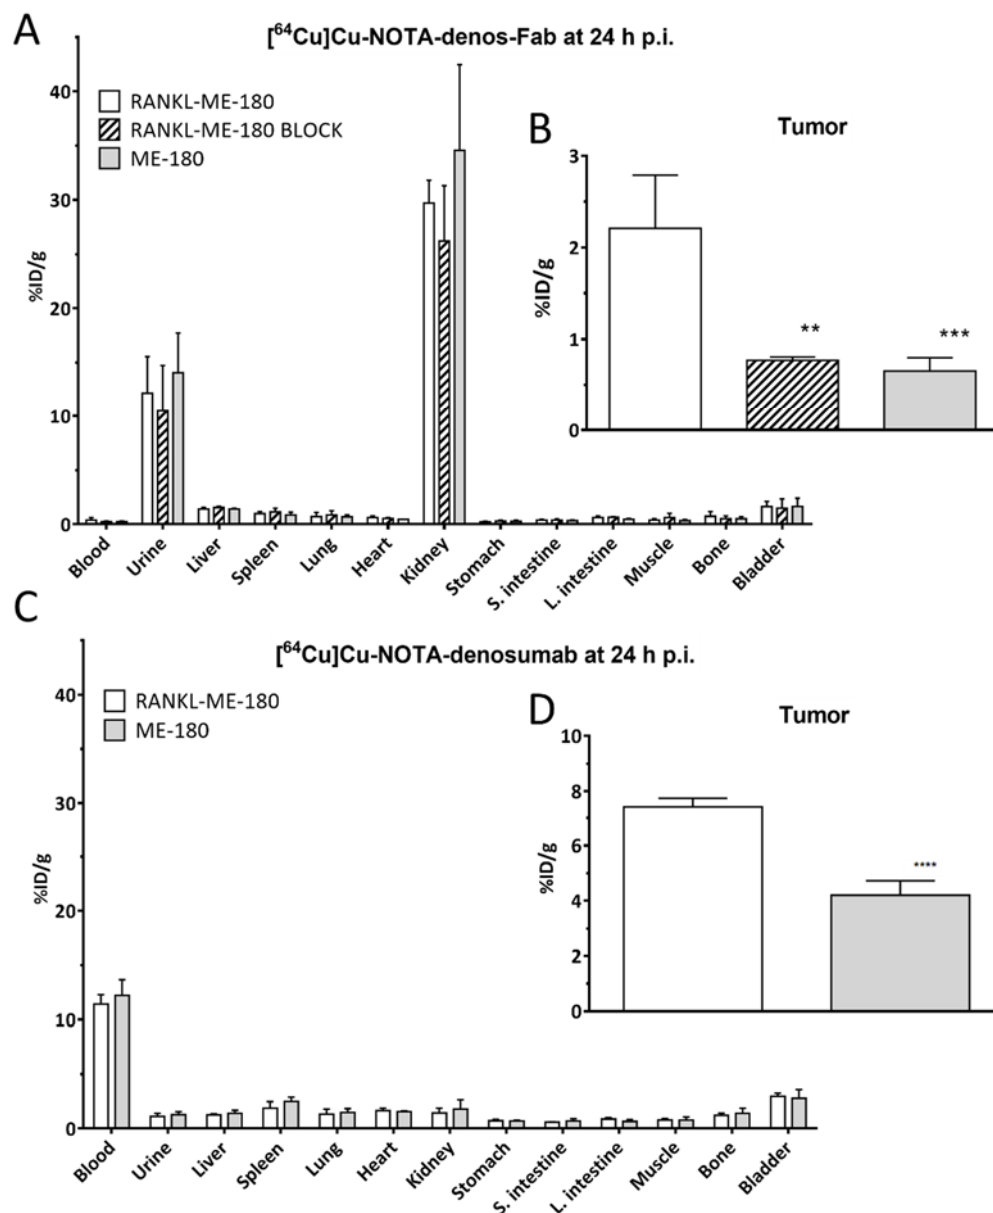 A
[⁶⁴Cu]Cu-NOTA-denos-Fab at 24 h p.i.
RANKL-ME-180
RANKL-ME-180 BLOCK
ME-180
%ID/g
40
30
20
10
0
Blood
Urine
Liver
Spleen
Lung
Heart
Kidney
Stomach
S. intestine
L. intestine
Muscle
Bone
Bladder
B
Tumor
%ID/g
3
2
1
0
**
***
C
[⁶⁴Cu]Cu-NOTA-denosumab at 24 h p.i.
RANKL-ME-180
ME-180
%ID/g
40
30
20
10
0
Blood
Urine
Liver
Spleen
Lung
Heart
Kidney
Stomach
S. intestine
L. intestine
Muscle
Bone
Bladder
D
Tumor
%ID/g
10
8
6
4
2
0
****